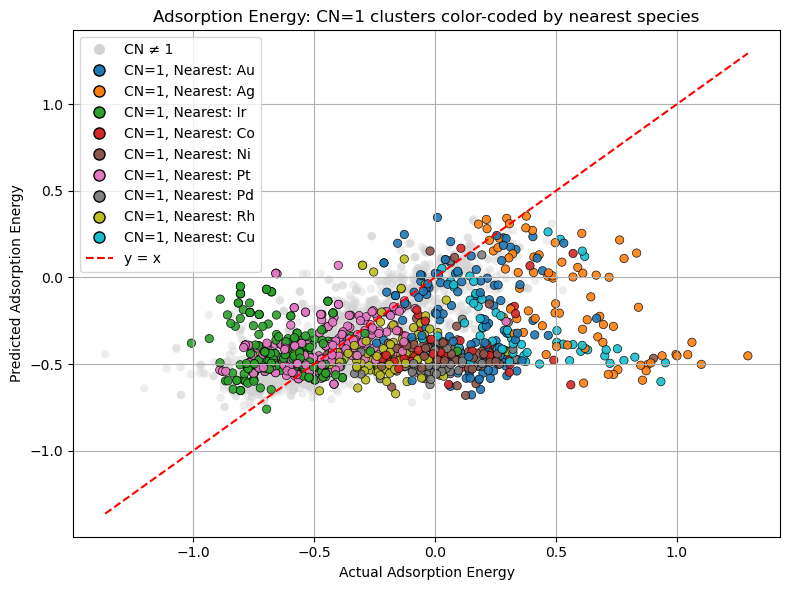 Adsorption Energy: CN=1 clusters color-coded by nearest species
CN ≠ 1
CN=1, Nearest: Au
CN=1, Nearest: Ag
CN=1, Nearest: Ir
CN=1, Nearest: Co
CN=1, Nearest: Ni
CN=1, Nearest: Pt
CN=1, Nearest: Pd
CN=1, Nearest: Rh
CN=1, Nearest: Cu
y = x
Predicted Adsorption Energy
1.0
0.5
0.0
−0.5
−1.0
−1.0
−0.5
0.0
0.5
1.0
Actual Adsorption Energy